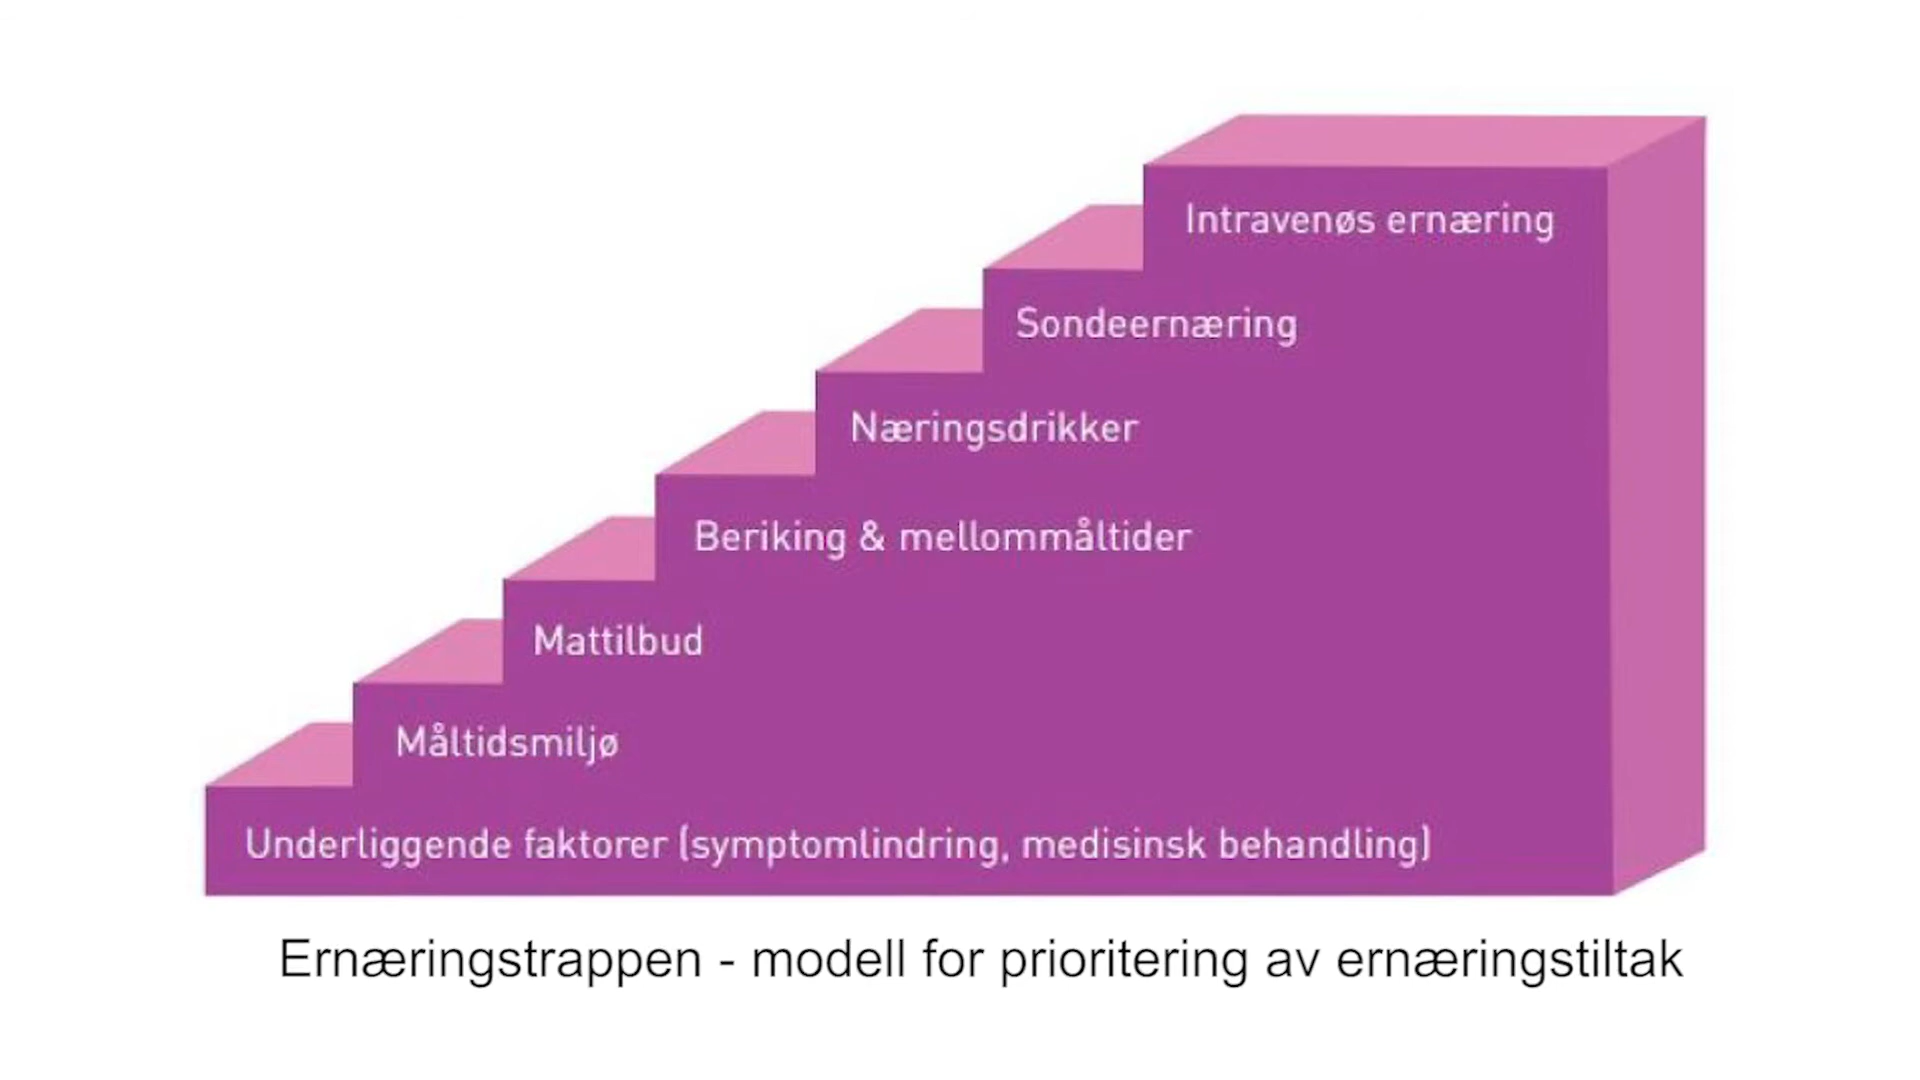 Intravenøs ernæring
Sondeernæring
Næringsdrikker
Beriking & mellommåltider
Mattilbud
Måltidsmiljø
Underliggende faktorer (symptomlindring, medisinsk behandling)
Ernæringstrappen - modell for prioritering av ernæringstiltak